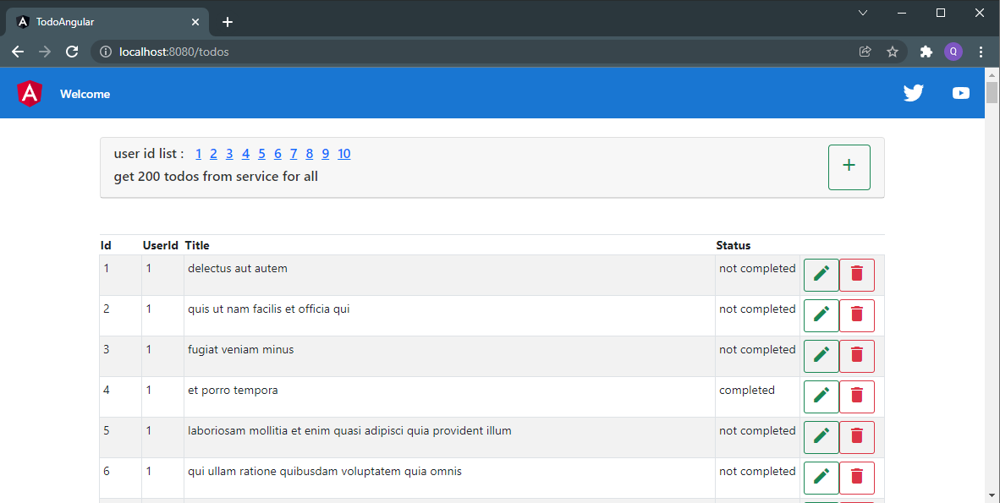 TodoAngular
localhost:8080/todos
Q
Welcome
user id list : 1 2 3 4 5 6 7 8 9 10
get 200 todos from service for all
Id UserId Title Status
1 1 delectus aut autem not completed
2 1 quis ut nam facilis et officia qui not completed
3 1 fugiat veniam minus not completed
4 1 et porro tempora completed
5 1 laboriosam mollitia et enim quasi adipisci quia provident illum not completed
6 1 qui ullam ratione quibusdam voluptatem quia omnis not completed